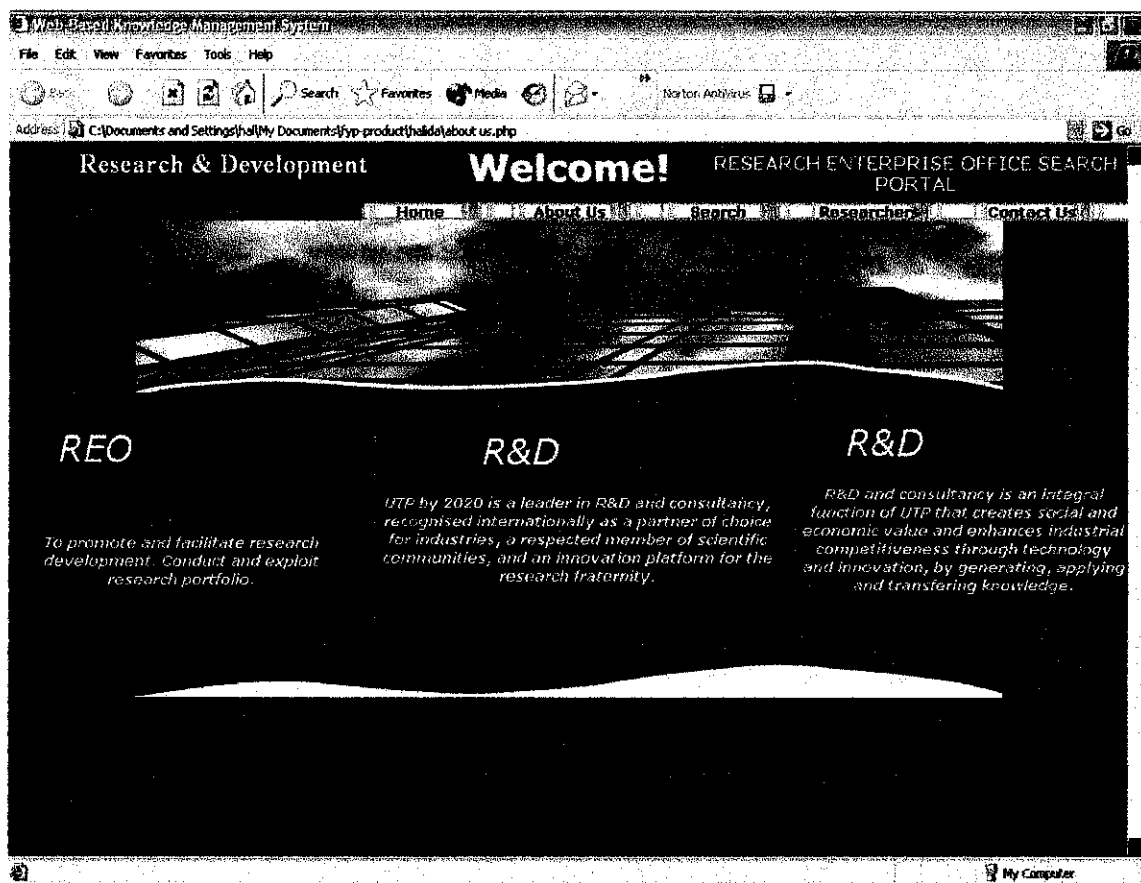 Web-Based Knowledge Management System
File Edit View Favorites Tools Help
Back Search Favorites Media Norton AntiVirus
Address C:\Documents and Settings\hal\My Documents\fyp-product\halida\about us.php Go
Research & Development
Welcome!
RESEARCH ENTERPRISE OFFICE SEARCH
PORTAL
Home About Us Search Researchers Contact Us
REO
To promote and facilitate research
development. Conduct and exploit
research portfolio.
R&D
UTP by 2020 is a leader in R&D and consultancy,
recognised internationally as a partner of choice
for industries, a respected member of scientific
communities, and an innovation platform for the
research fraternity.
R&D
R&D and consultancy is an integral
function of UTP that creates social and
economic value and enhances industrial
competitiveness through technology
and innovation, by generating, applying
and transfering knowledge.
My Computer